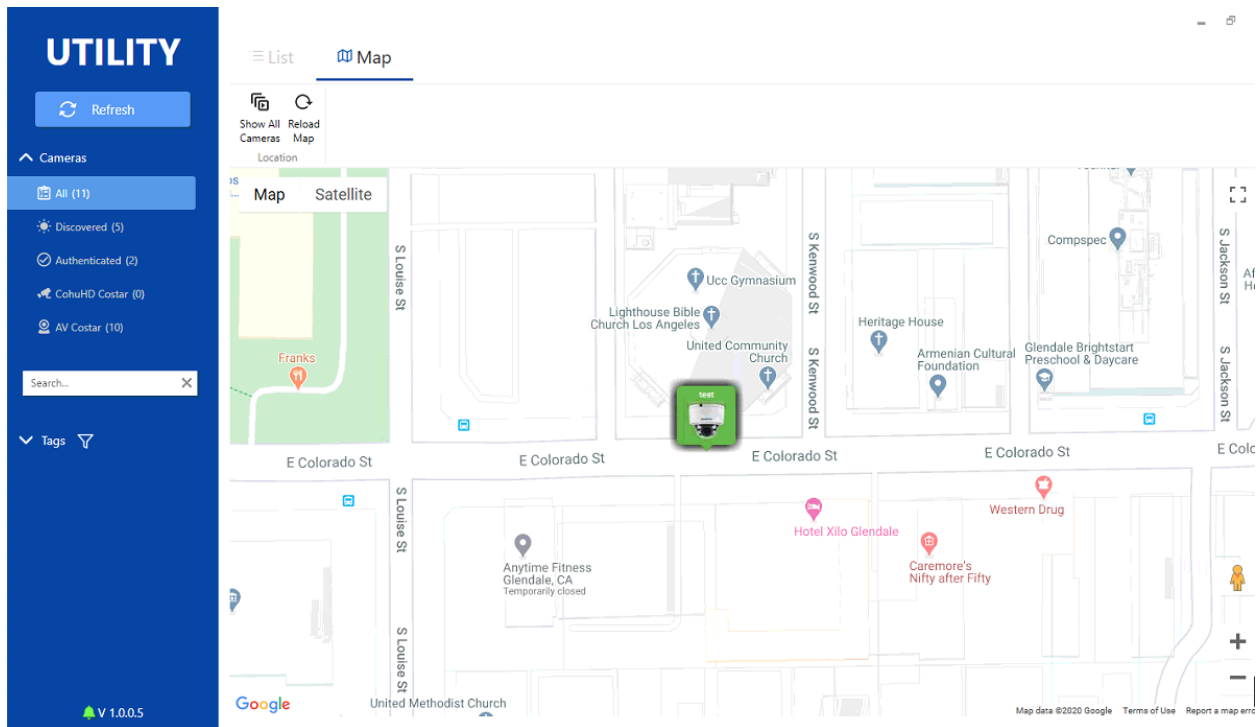 UTILITY
Refresh
Cameras
All (11)
Discovered (5)
Authenticated (2)
CohuHD Costar (0)
AV Costar (10)
Search...
Tags
V 1.0.0.5
List
Map
Show All
Cameras
Reload
Map
Location
Map
Satellite
S Louise St
S Kenwood St
S Jackson St
Compspec
Ucc Gymnasium
Lighthouse Bible
Church Los Angeles
United Community
Church
Heritage House
Armenian Cultural
Foundation
Glendale Brightstart
Preschool & Daycare
S Kenwood St
S Jackson St
Franks
test
E Colorado St
E Colorado St
E Colorado St
E Colorado St
S Louise St
Hotel Xilo Glendale
Western Drug
Anytime Fitness
Glendale, CA
Temporarily closed
Caremore's
Nifty after Fifty
S Louise St
United Methodist Church
Google
Map data ©2020 Google
Terms of Use
Report a map